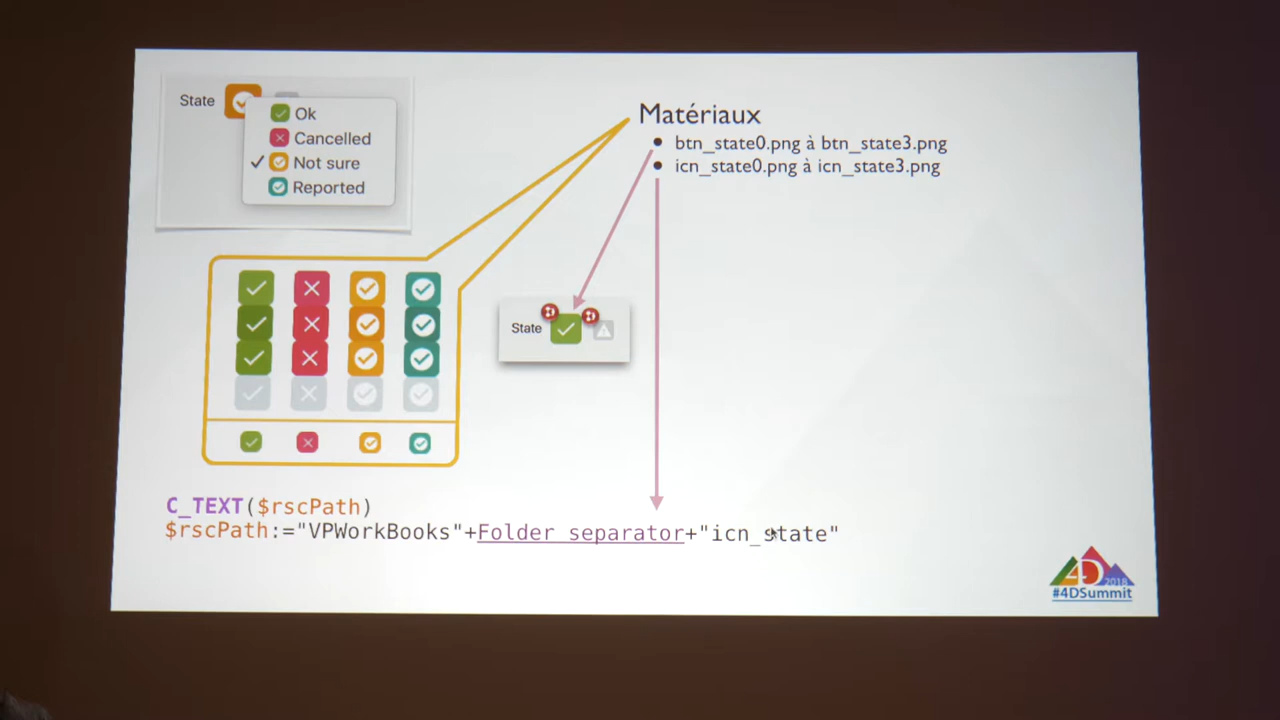 State
Ok
Cancelled
Not sure
Reported
Matériaux
• btn_state0.png à btn_state3.png
• icn_state0.png à icn_state3.png
State
C_TEXT($rscPath)
$rscPath:="VPWorkBooks"+Folder separator+"icn_state"
4D
2018
#4DSummit